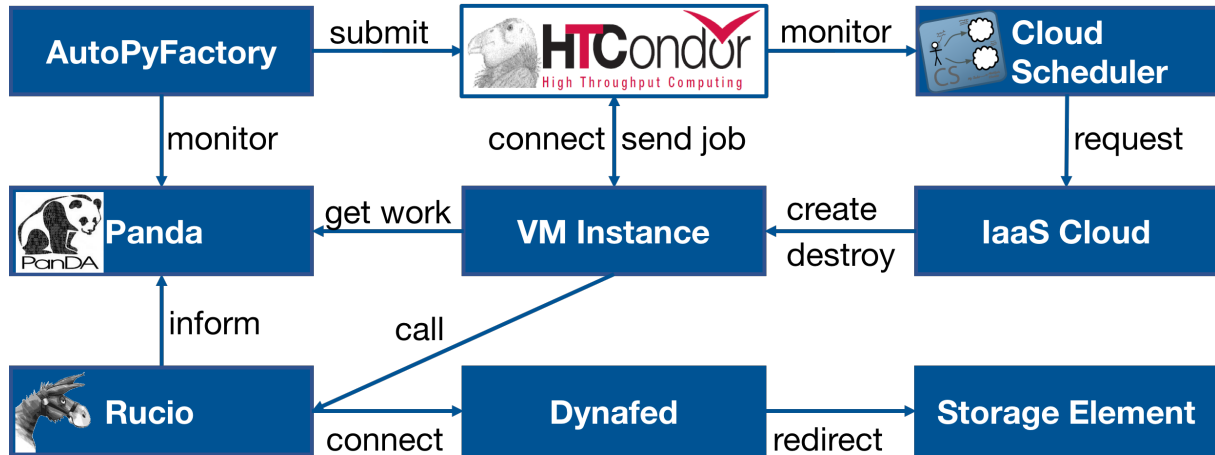 AutoPyFactory
submit
HTCondor
High Throughput Computing
monitor
CS
Cloud
Scheduler
monitor
connect
send job
request
PanDA
Panda
get work
VM Instance
create
destroy
IaaS Cloud
inform
call
Rucio
connect
Dynafed
redirect
Storage Element